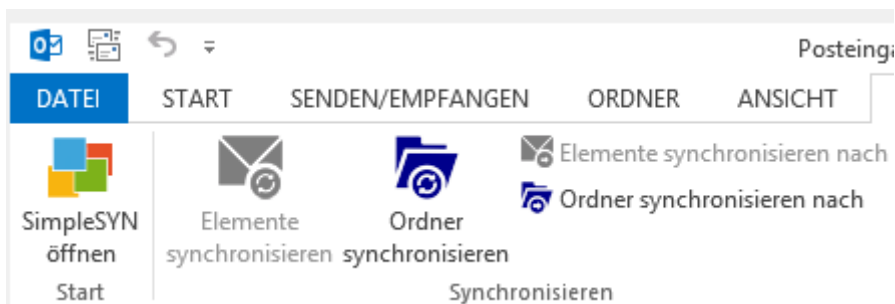 Posteinga
DATEI START SENDEN/EMPFANGEN ORDNER ANSICHT
SimpleSYN
öffnen
Elemente
synchronisieren
Ordner
synchronisieren
Elemente synchronisieren nach
Ordner synchronisieren nach
Start
Synchronisieren